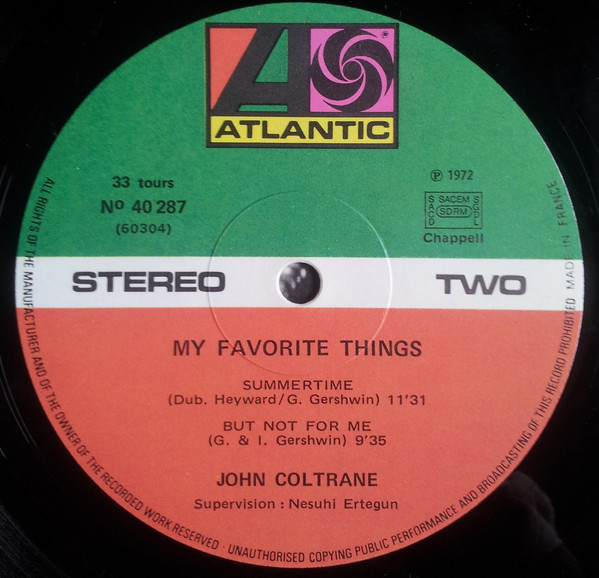 ATLANTIC
33 tours
Nº 40 287
(60304)
℗ 1972
SACD SACEM SGDL
SDRM
Chappell
STEREO
TWO
MY FAVORITE THINGS
SUMMERTIME
(Dub. Heyward/G. Gershwin) 11'31
BUT NOT FOR ME
(G. & I. Gershwin) 9'35
JOHN COLTRANE
Supervision : Nesuhi Ertegun
ALL RIGHTS OF THE MANUFACTURER AND OF THE OWNER OF THE RECORDED WORK RESERVED · UNAUTHORISED COPYING PUBLIC PERFORMANCE AND BROADCASTING OF THIS RECORD PROHIBITED MADE IN FRANCE